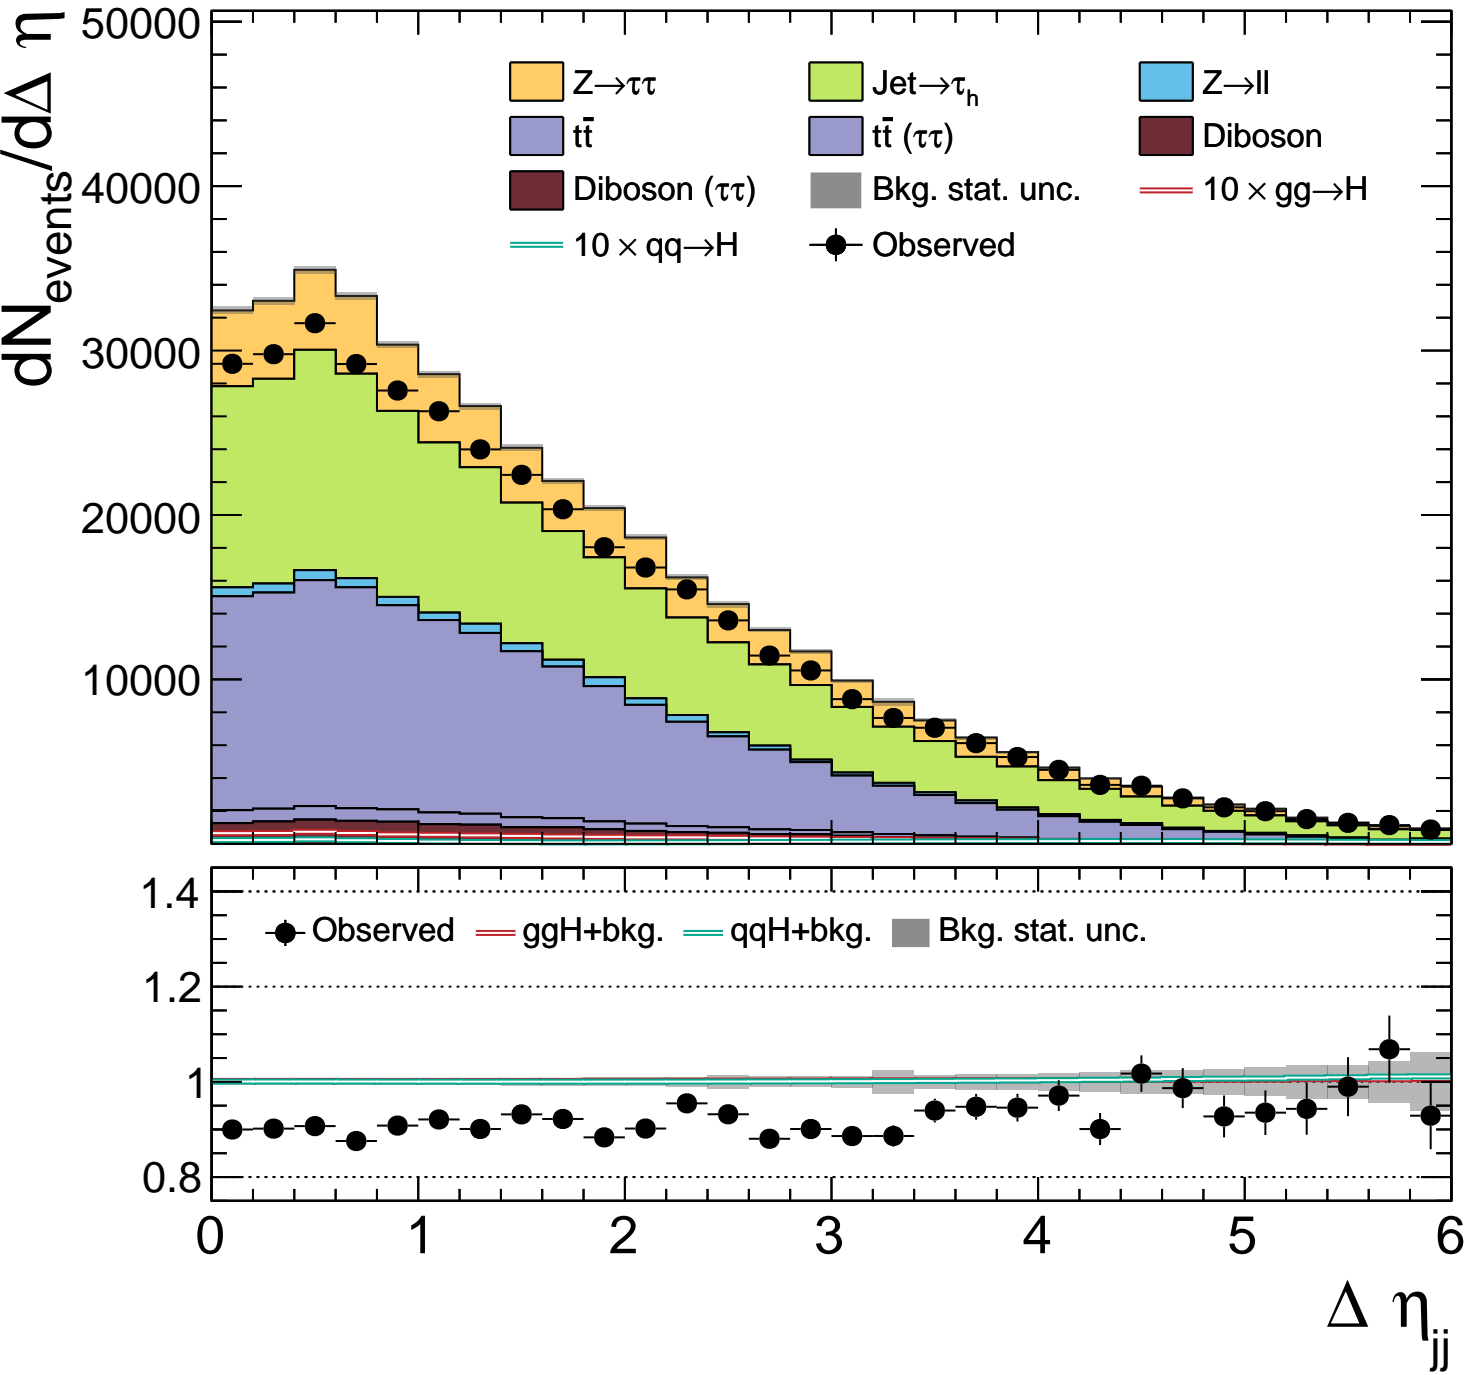 dN_events/dΔ η
50000
40000
30000
20000
10000
Z→ττ Jet→τ_h Z→ll
tt̄ tt̄ (ττ) Diboson
Diboson (ττ) Bkg. stat. unc. 10 × gg→H
10 × qq→H Observed
1.4
1.2
1
0.8
Observed ggH+bkg. qqH+bkg. Bkg. stat. unc.
0 1 2 3 4 5 6
Δ η_jj